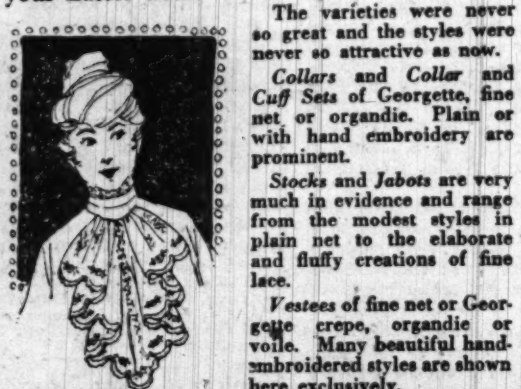 The varieties were never
so great and the styles were
never so attractive as now.
Collars and Collar and
Cuff Sets of Georgette, fine
net or organdie. Plain or
with hand embroidery are
prominent.
Stocks and Jabots are very
much in evidence and range
from the modest styles in
plain net to the elaborate
and fluffy creations of fine
lace.
Vestees of fine net or Geor-
gette crepe, organdie or
voile. Many beautiful hand-
embroidered styles are shown
here exclusively.